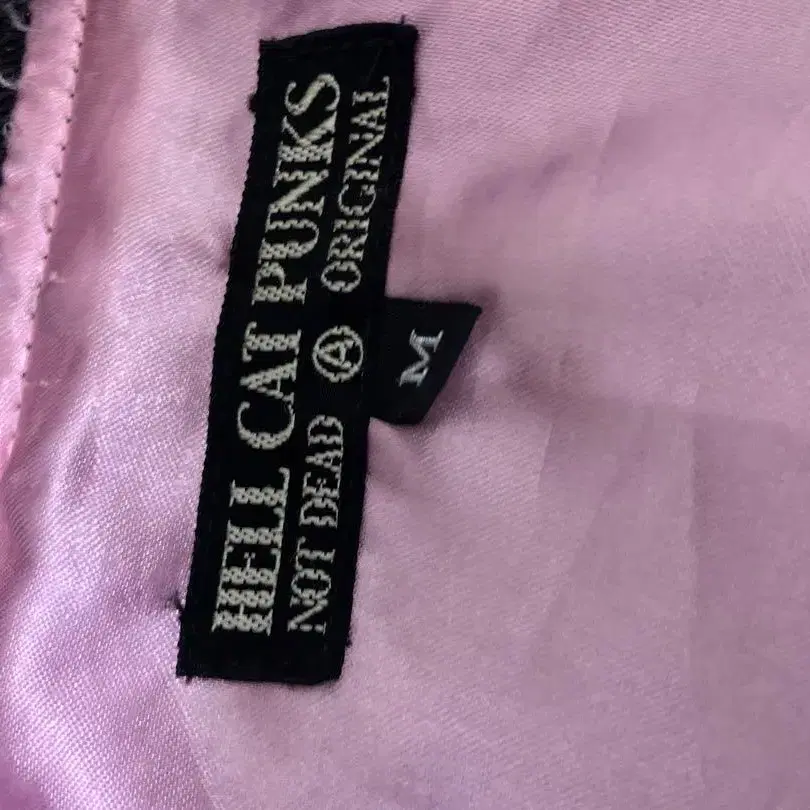 HELL CAT PUNKS
NOT DEAD Ⓐ ORIGINAL
M